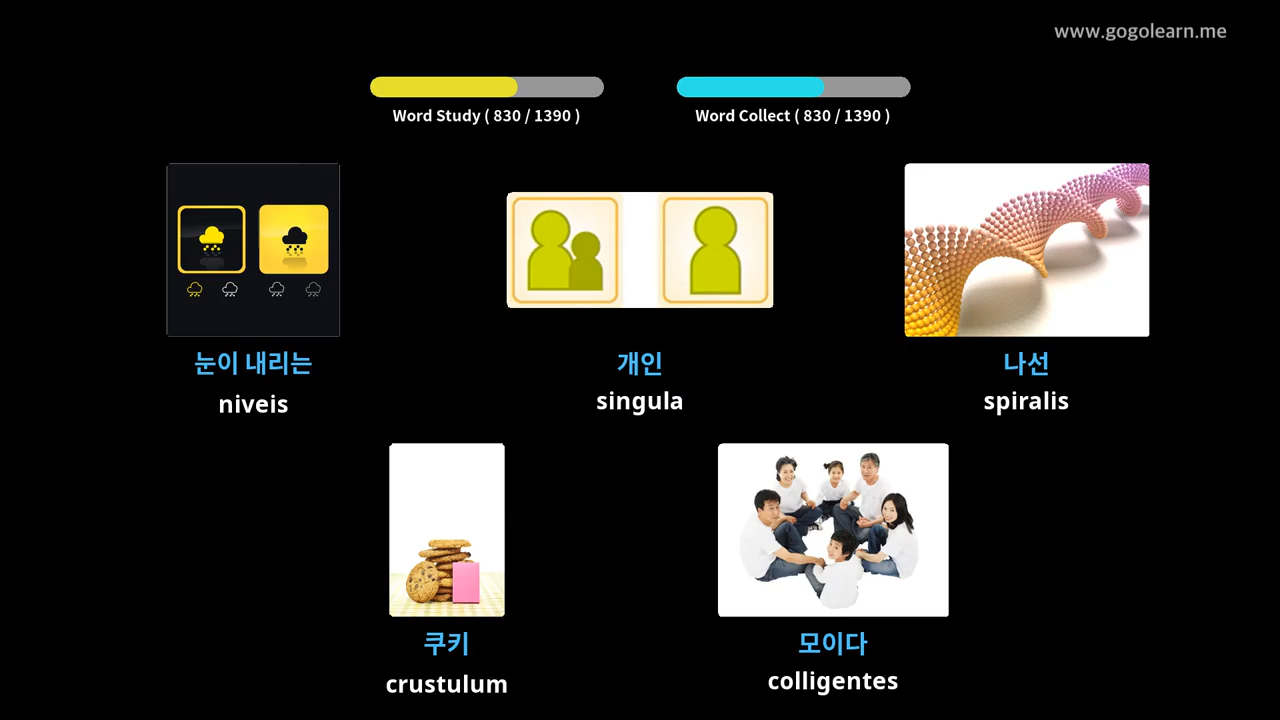 www.gogolearn.me
Word Study ( 830 / 1390 )
Word Collect ( 830 / 1390 )
눈이 내리는
niveis
개인
singula
나선
spiralis
쿠키
crustulum
모이다
colligentes